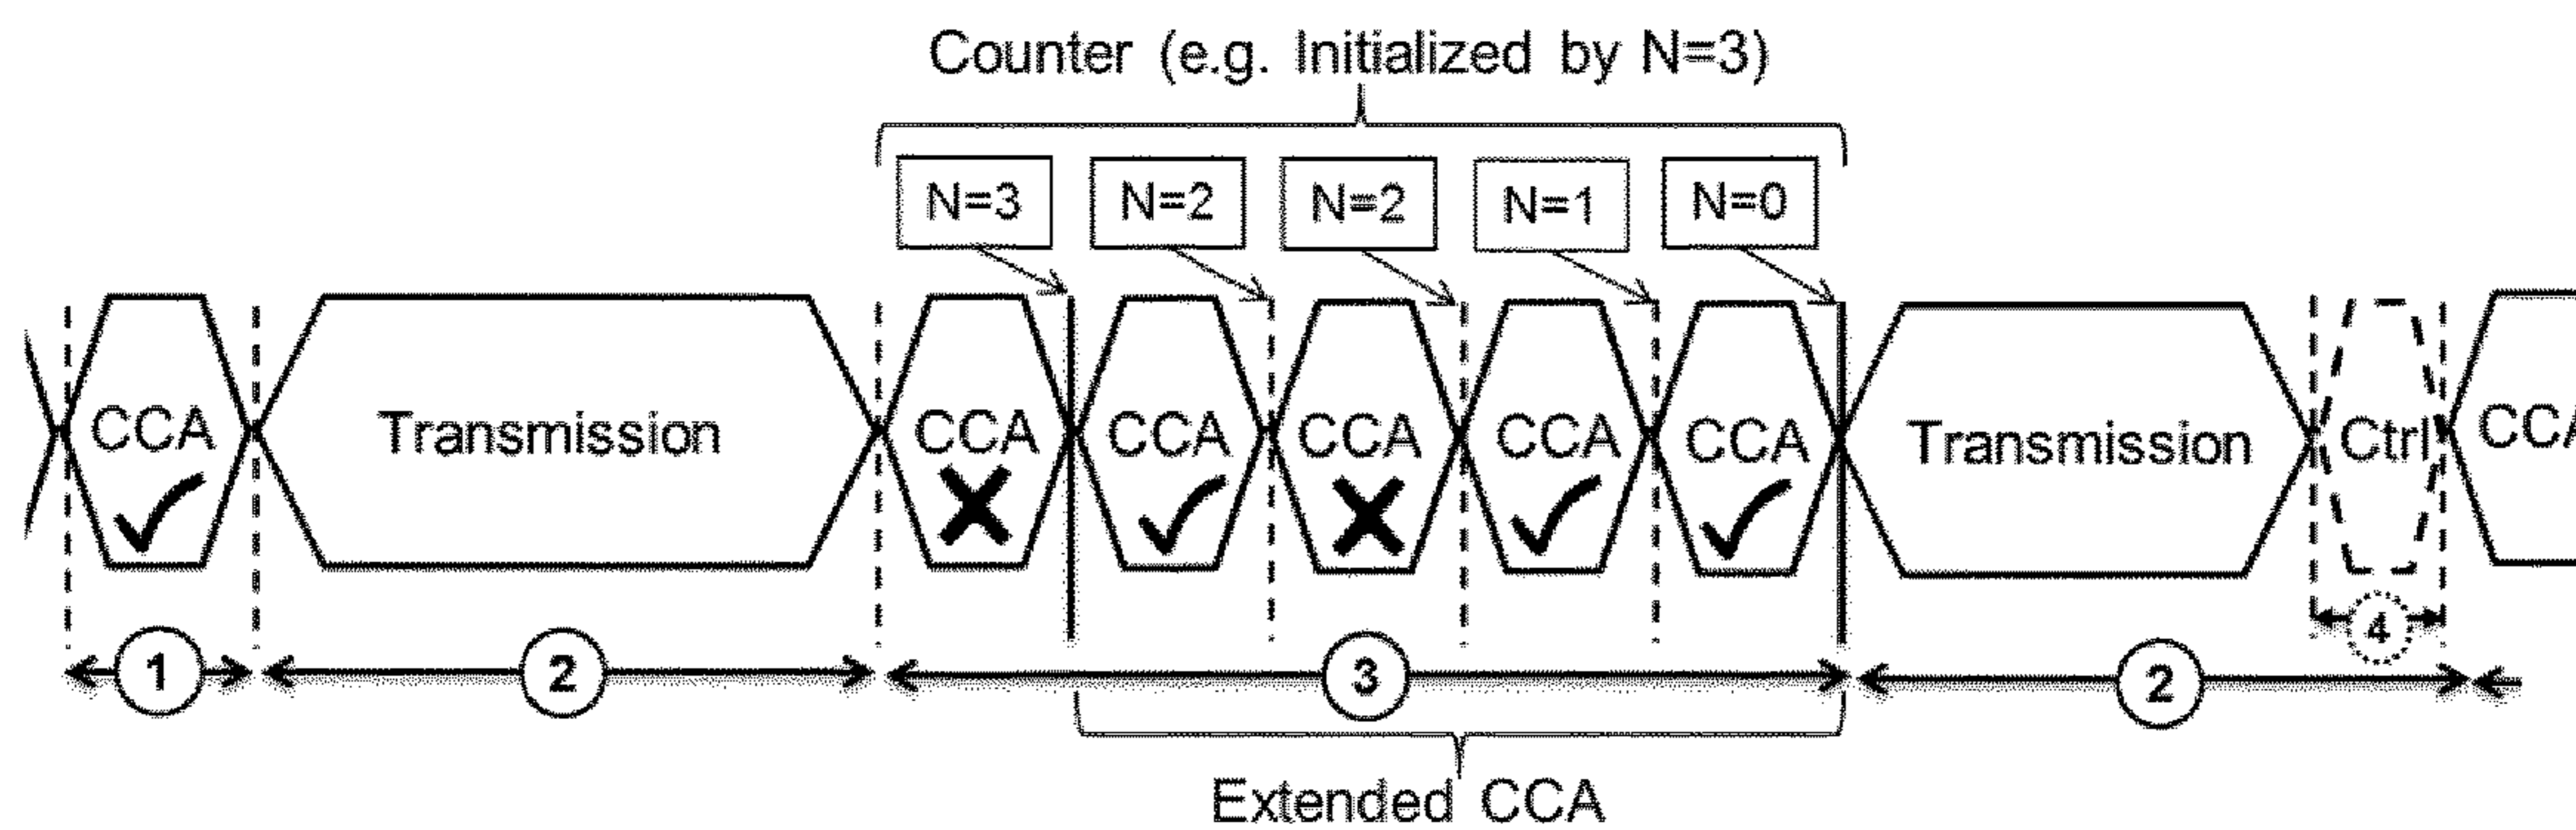 Counter (e.g. Initialized by N=3)
N=3 N=2 N=2 N=1 N=0
CCA Transmission CCA CCA CCA CCA CCA Transmission Ctrl CCA
1 2 3 2 4
Extended CCA